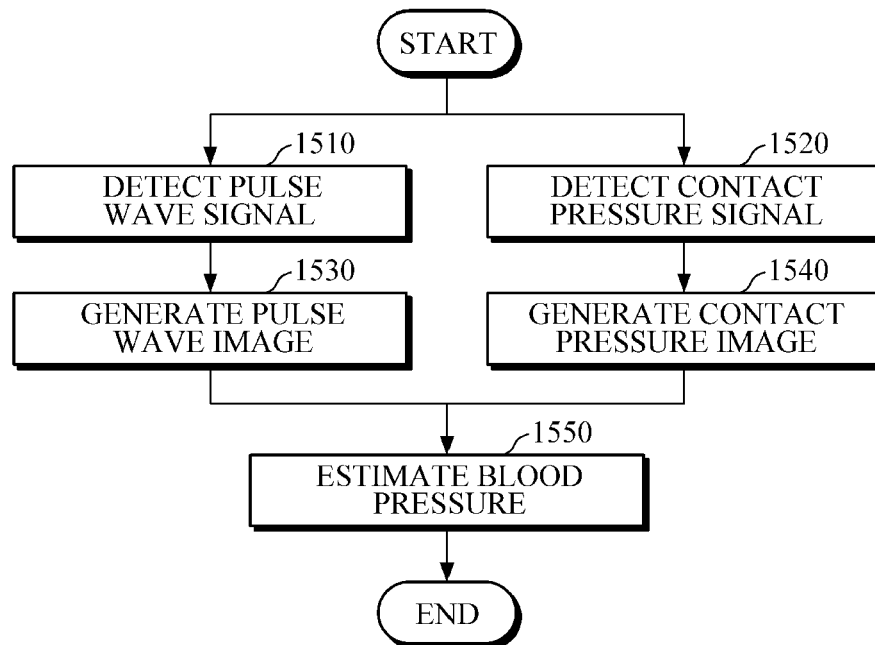 START
1510
DETECT PULSE
WAVE SIGNAL
1520
DETECT CONTACT
PRESSURE SIGNAL
1530
GENERATE PULSE
WAVE IMAGE
1540
GENERATE CONTACT
PRESSURE IMAGE
1550
ESTIMATE BLOOD
PRESSURE
END